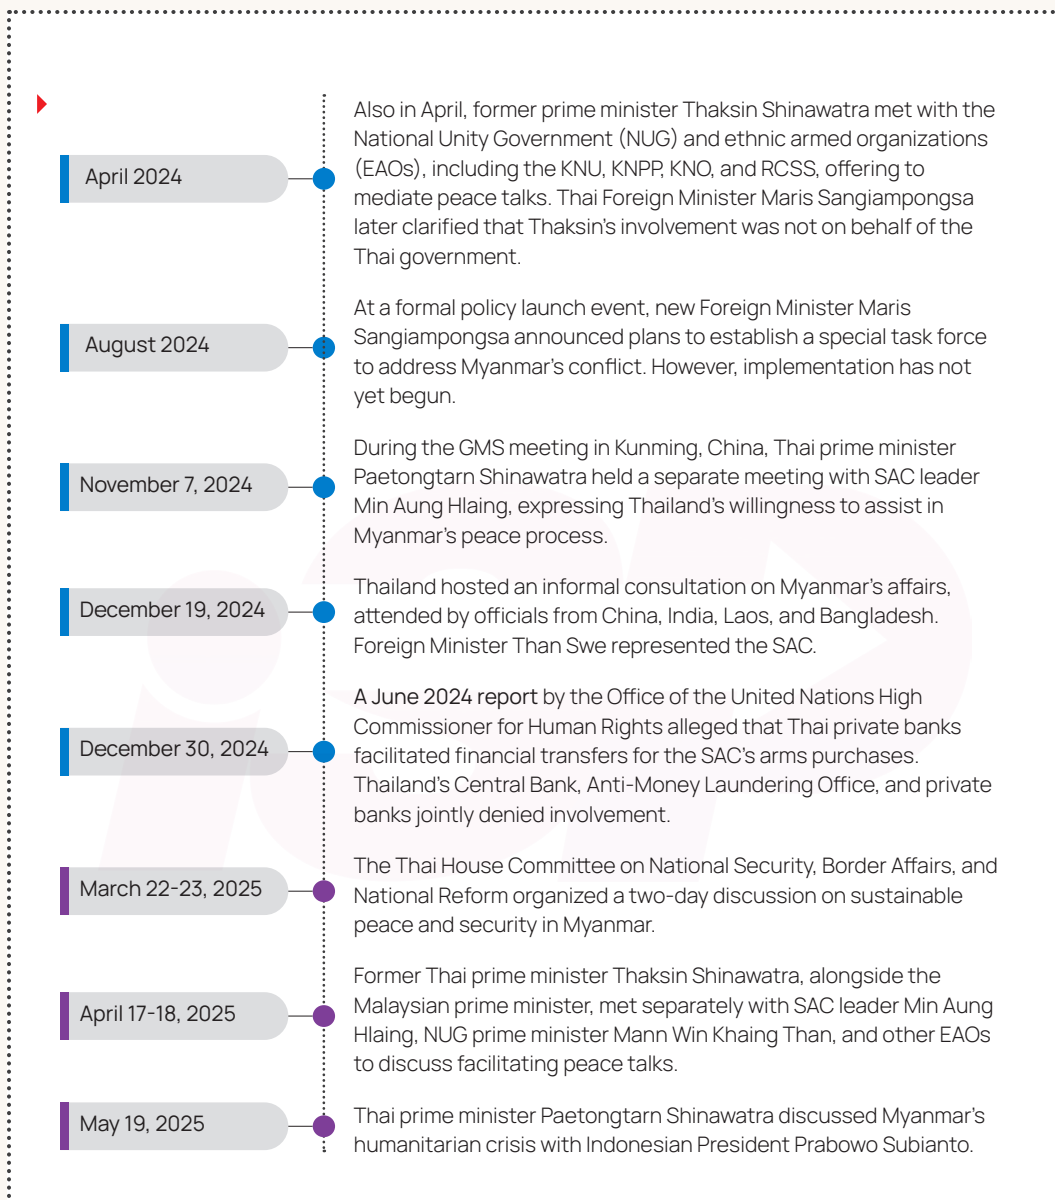 April 2024
Also in April, former prime minister Thaksin Shinawatra met with the
National Unity Government (NUG) and ethnic armed organizations
(EAOs), including the KNU, KNPP, KNO, and RCSS, offering to
mediate peace talks. Thai Foreign Minister Maris Sangiampongsa
later clarified that Thaksin's involvement was not on behalf of the
Thai government.
August 2024
At a formal policy launch event, new Foreign Minister Maris
Sangiampongsa announced plans to establish a special task force
to address Myanmar's conflict. However, implementation has not
yet begun.
November 7, 2024
During the GMS meeting in Kunming, China, Thai prime minister
Paetongtarn Shinawatra held a separate meeting with SAC leader
Min Aung Hlaing, expressing Thailand's willingness to assist in
Myanmar's peace process.
December 19, 2024
Thailand hosted an informal consultation on Myanmar's affairs,
attended by officials from China, India, Laos, and Bangladesh.
Foreign Minister Than Swe represented the SAC.
December 30, 2024
A June 2024 report by the Office of the United Nations High
Commissioner for Human Rights alleged that Thai private banks
facilitated financial transfers for the SAC's arms purchases.
Thailand's Central Bank, Anti-Money Laundering Office, and private
banks jointly denied involvement.
March 22-23, 2025
The Thai House Committee on National Security, Border Affairs, and
National Reform organized a two-day discussion on sustainable
peace and security in Myanmar.
April 17-18, 2025
Former Thai prime minister Thaksin Shinawatra, alongside the
Malaysian prime minister, met separately with SAC leader Min Aung
Hlaing, NUG prime minister Mann Win Khaing Than, and other EAOs
to discuss facilitating peace talks.
May 19, 2025
Thai prime minister Paetongtarn Shinawatra discussed Myanmar's
humanitarian crisis with Indonesian President Prabowo Subianto.
iSP